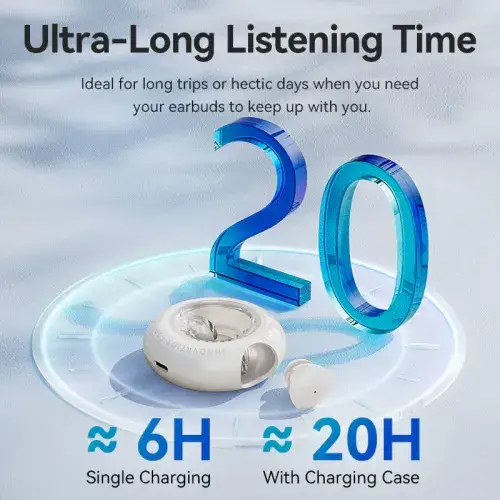 Ultra-Long Listening Time
Ideal for long trips or hectic days when you need
your earbuds to keep up with you.
20
≈ 6H
Single Charging
≈ 20H
With Charging Case